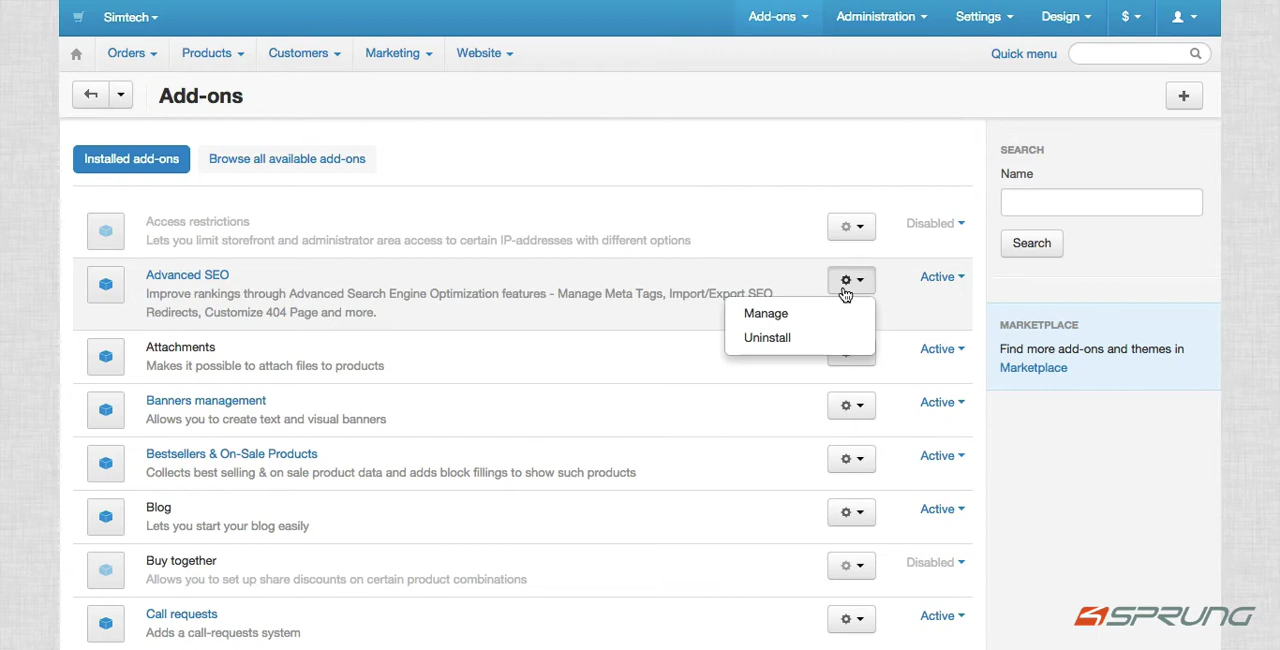 Simtech
Add-ons
Administration
Settings
Design
$
Orders
Products
Customers
Marketing
Website
Quick menu
Add-ons
+
Installed add-ons
Browse all available add-ons
Access restrictions
Lets you limit storefront and administrator area access to certain IP-addresses with different options
Disabled
Advanced SEO
Improve rankings through Advanced Search Engine Optimization features - Manage Meta Tags, Import/Export SEO
Redirects, Customize 404 Page and more.
Active
Manage
Uninstall
Attachments
Makes it possible to attach files to products
Active
Banners management
Allows you to create text and visual banners
Active
Bestsellers & On-Sale Products
Collects best selling & on sale product data and adds block fillings to show such products
Active
Blog
Lets you start your blog easily
Active
Buy together
Allows you to set up share discounts on certain product combinations
Disabled
Call requests
Adds a call-requests system
Active
SEARCH
Name
Search
MARKETPLACE
Find more add-ons and themes in
Marketplace
SPRUNG